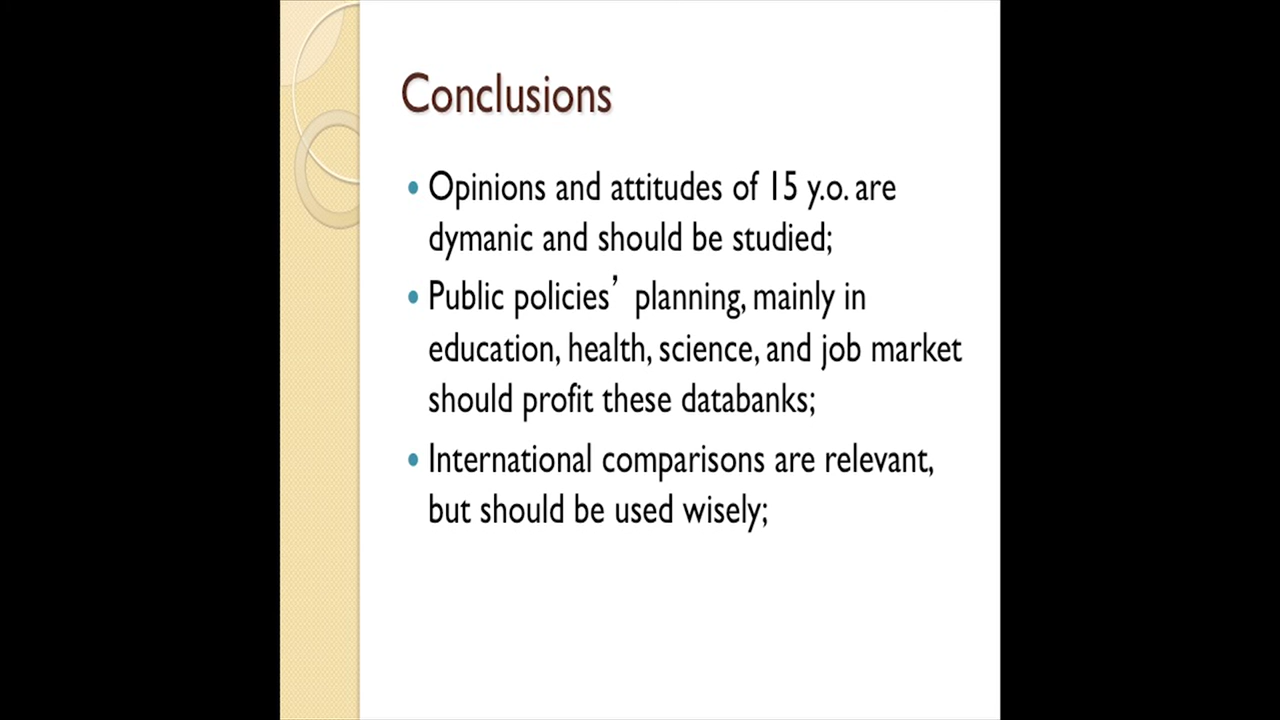 Conclusions
• Opinions and attitudes of 15 y.o. are
dymanic and should be studied;
• Public policies’ planning, mainly in
education, health, science, and job market
should profit these databanks;
• International comparisons are relevant,
but should be used wisely;